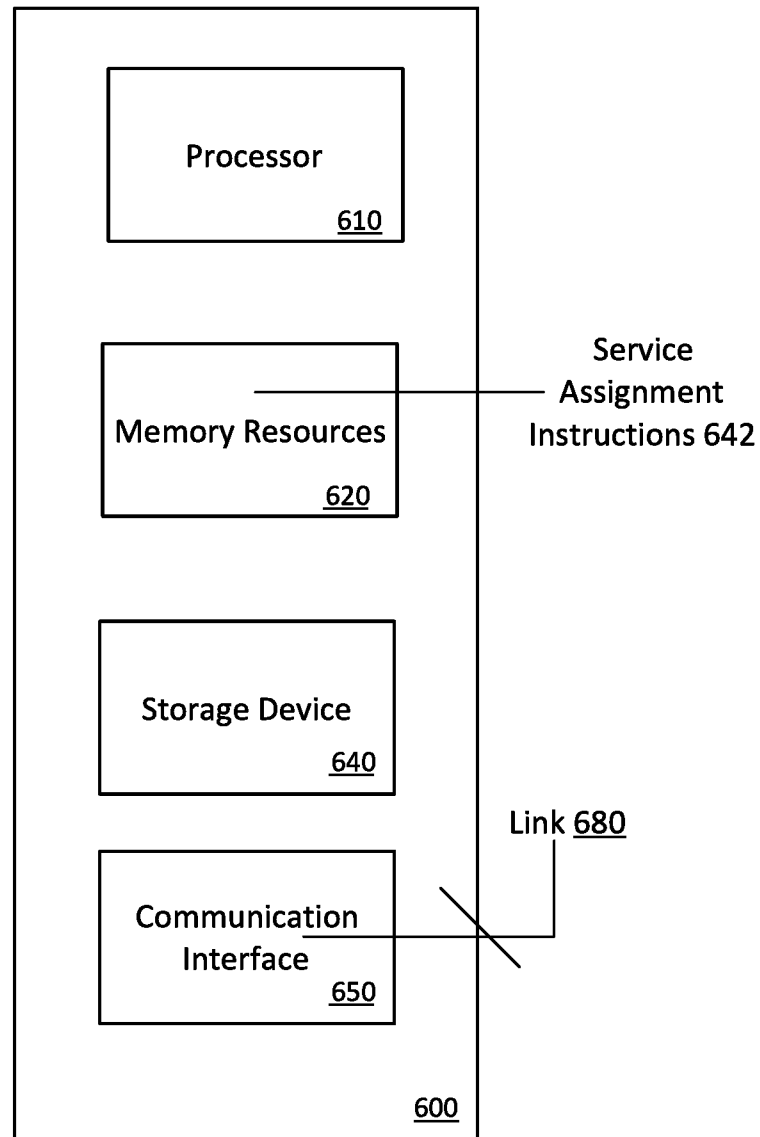 Processor
610
Service
Assignment
Instructions 642
Memory Resources
620
Storage Device
640
Link 680
Communication
Interface
650
600